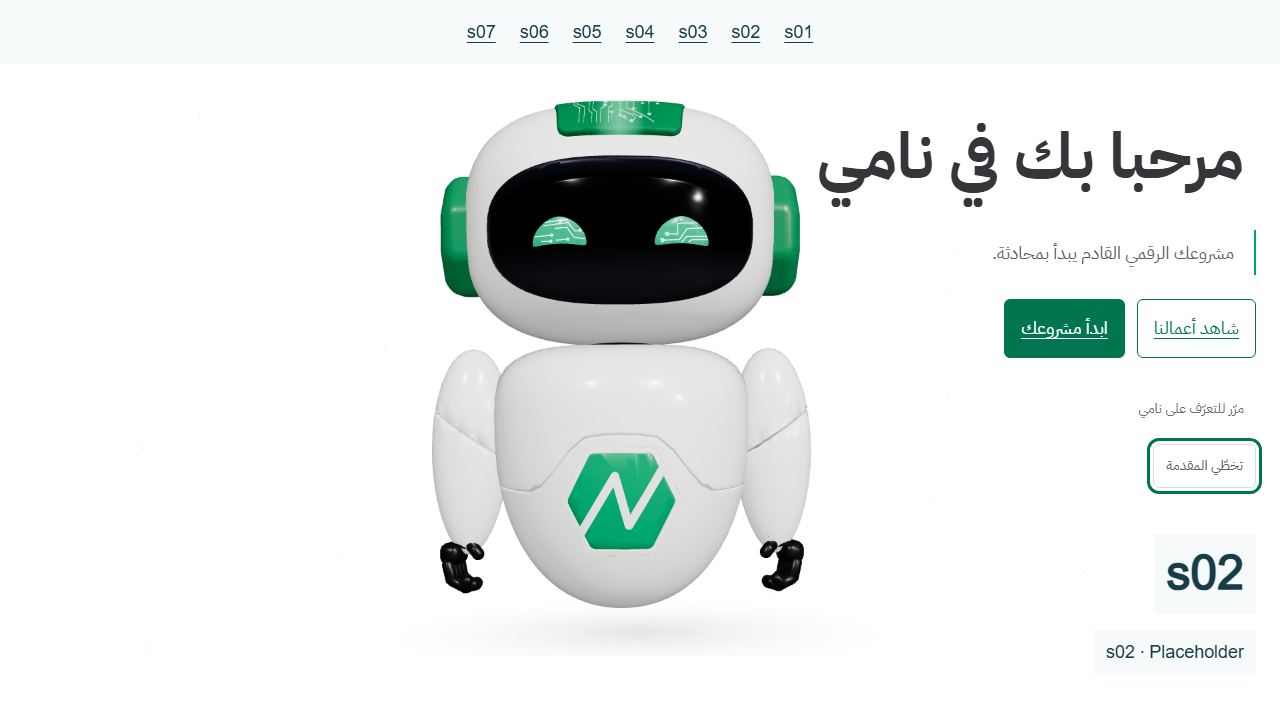 s01 s02 s03 s04 s05 s06 s07
مرحبا بك في نامي
مشروعك الرقمي القادم يبدأ بمحادثة.
شاهد أعمالنا
ابدأ مشروعك
مرّر للتعرّف على نامي
تخطّي المقدمة
s02
s02 · Placeholder